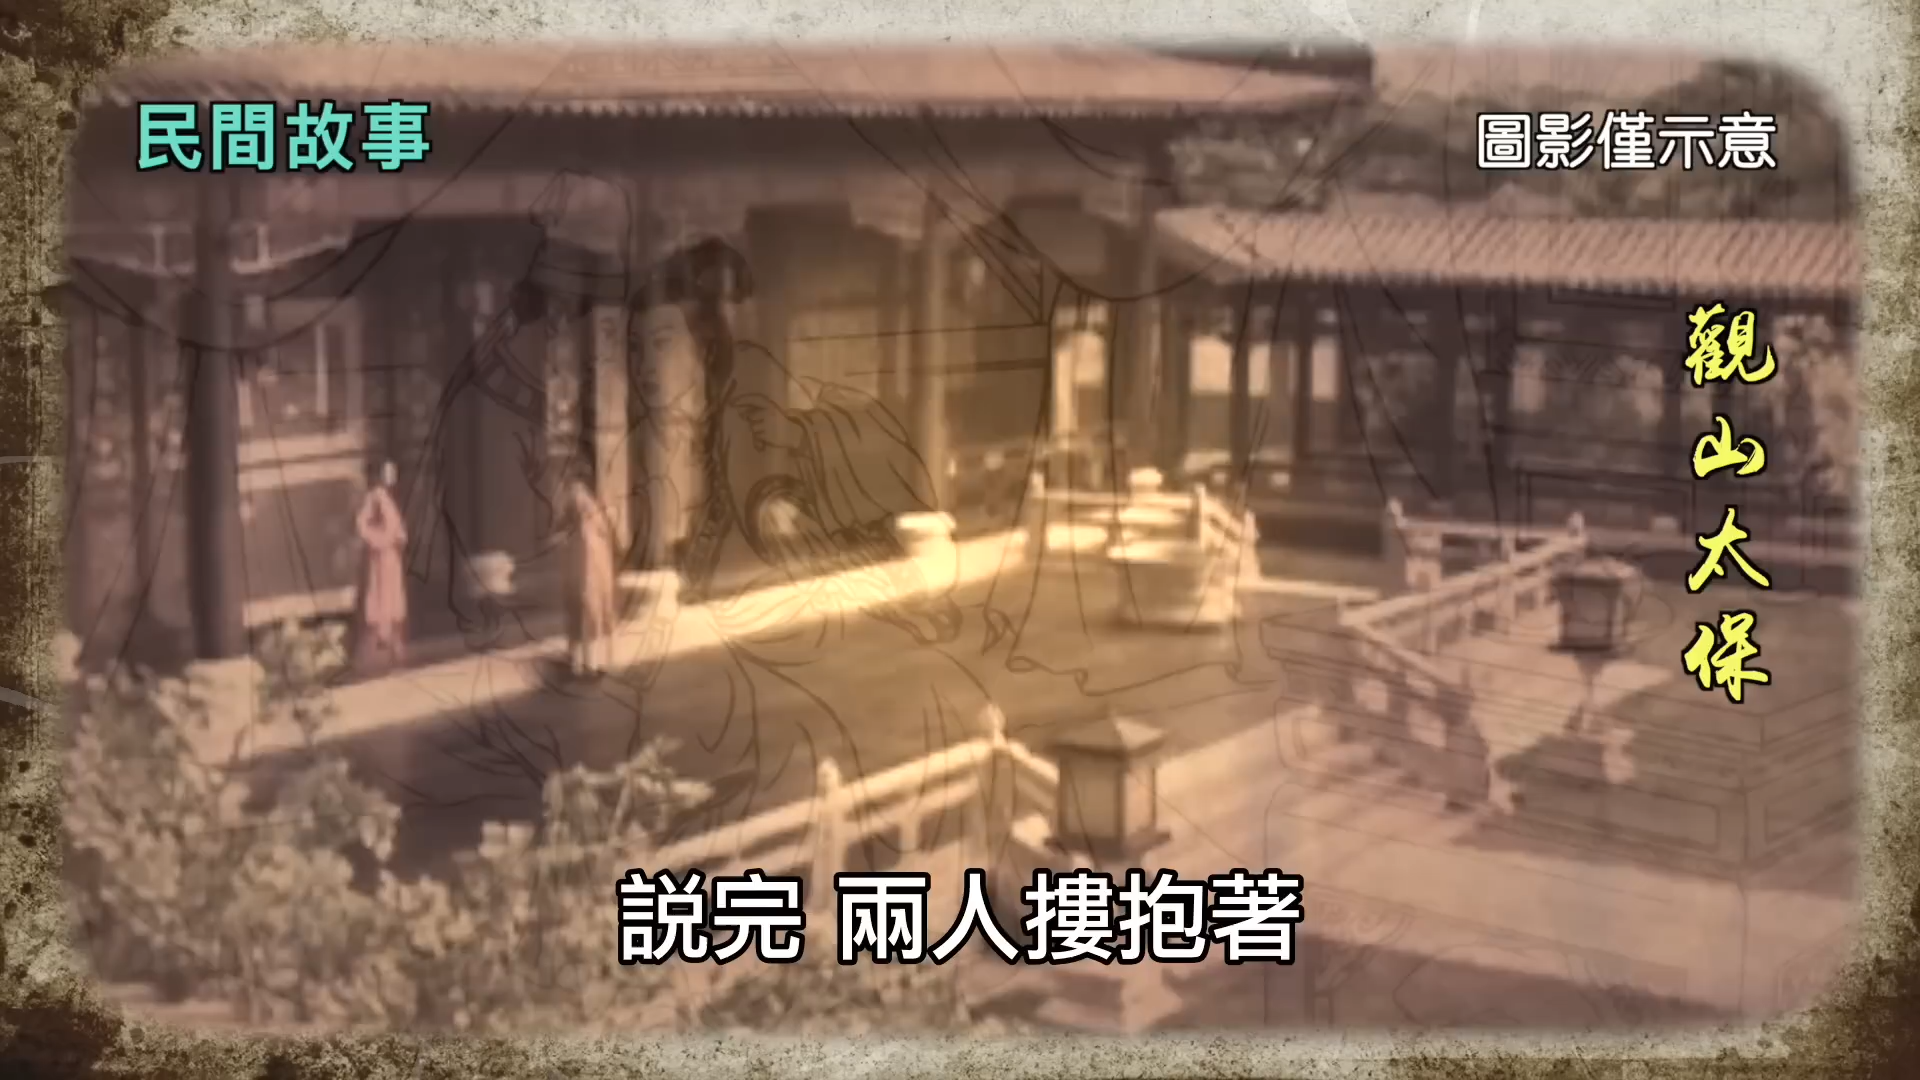 民間故事
圖影僅示意
觀山太保
説完 兩人摟抱著